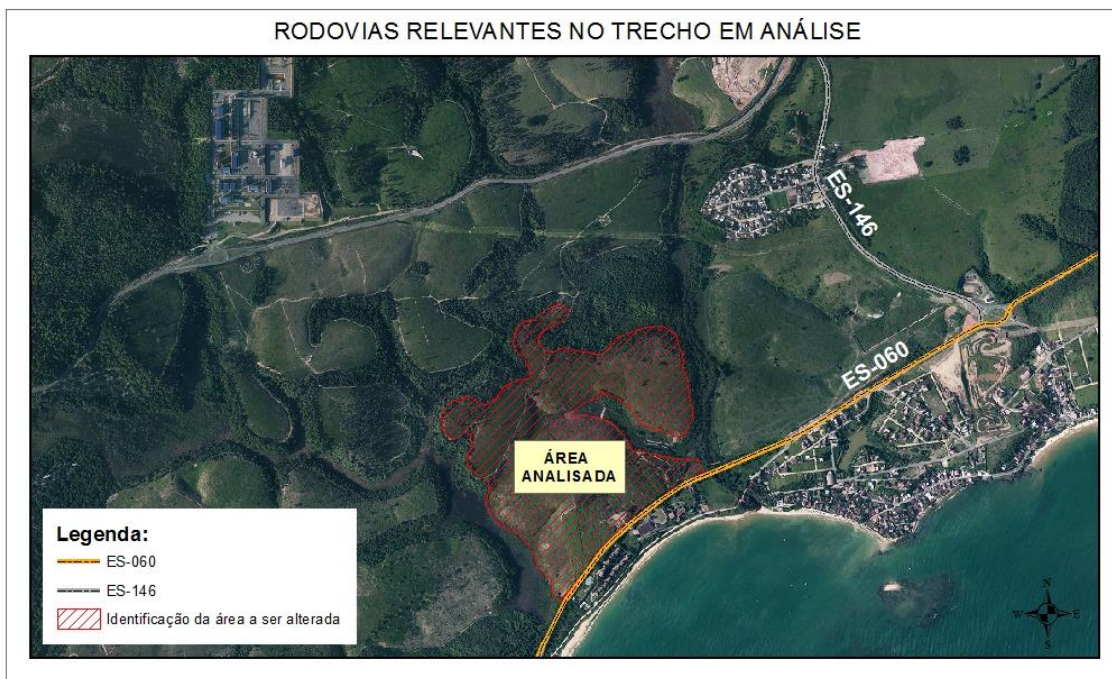 RODOVIAS RELEVANTES NO TRECHO EM ANÁLISE
ES-146
ES-060
ÁREA
ANALISADA
Legenda:
ES-060
ES-146
Identificação da área a ser alterada
N
W
E
S